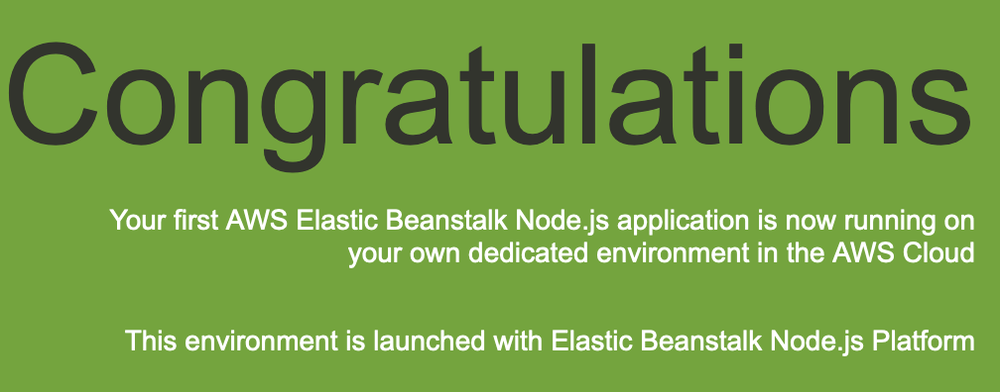 Congratulations
Your first AWS Elastic Beanstalk Node.js application is now running on
your own dedicated environment in the AWS Cloud
This environment is launched with Elastic Beanstalk Node.js Platform